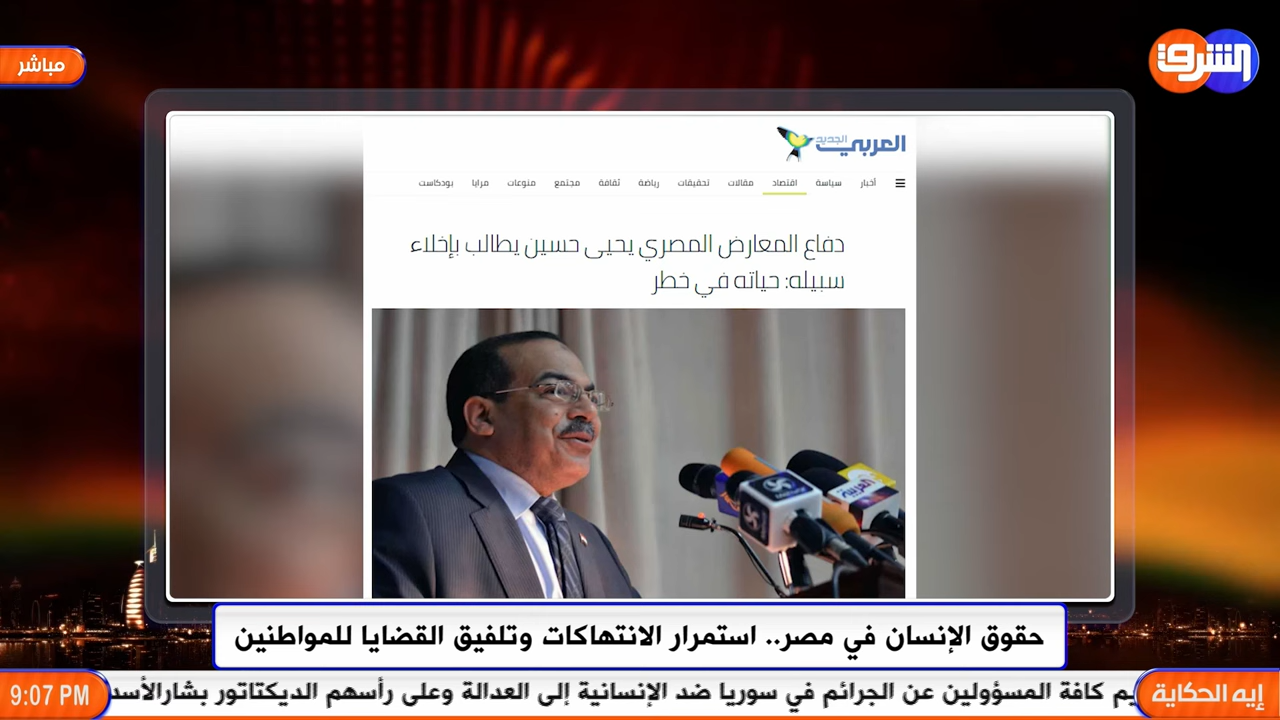 الشرق
مباشر
العربي الجديد
أخبار سياسة اقتصاد مقالات تحقيقات رياضة ثقافة مجتمع منوعات مرايا بودكاست
دفاع المعارض المصري يحيى حسين يطالب بإخلاء
سبيله: حياته في خطر
العربية
حقوق الإنسان في مصر.. استمرار الانتهاكات وتلفيق القضايا للمواطنين
إيه الحكاية
يم كافة المسؤولين عن الجرائم في سوريا ضد الإنسانية إلى العدالة وعلى رأسهم الديكتاتور بشارالأسد
9:07 PM